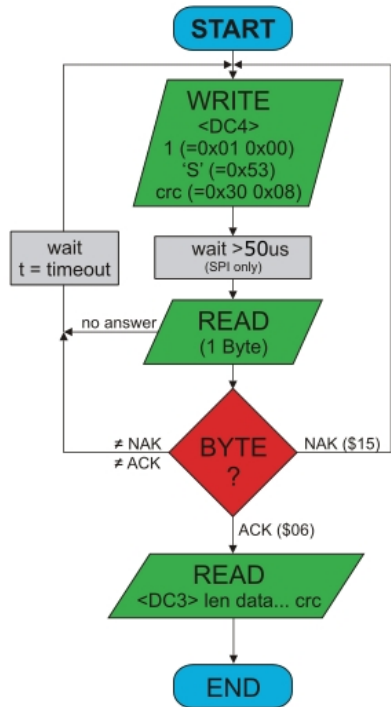 START
WRITE
<DC4>
1 (=0x01 0x00)
‘S’ (=0x53)
crc (=0x30 0x08)
wait
t = timeout
wait >50us
(SPI only)
no answer
READ
(1 Byte)
≠ NAK
≠ ACK
BYTE
?
NAK ($15)
ACK ($06)
READ
<DC3> len data... crc
END